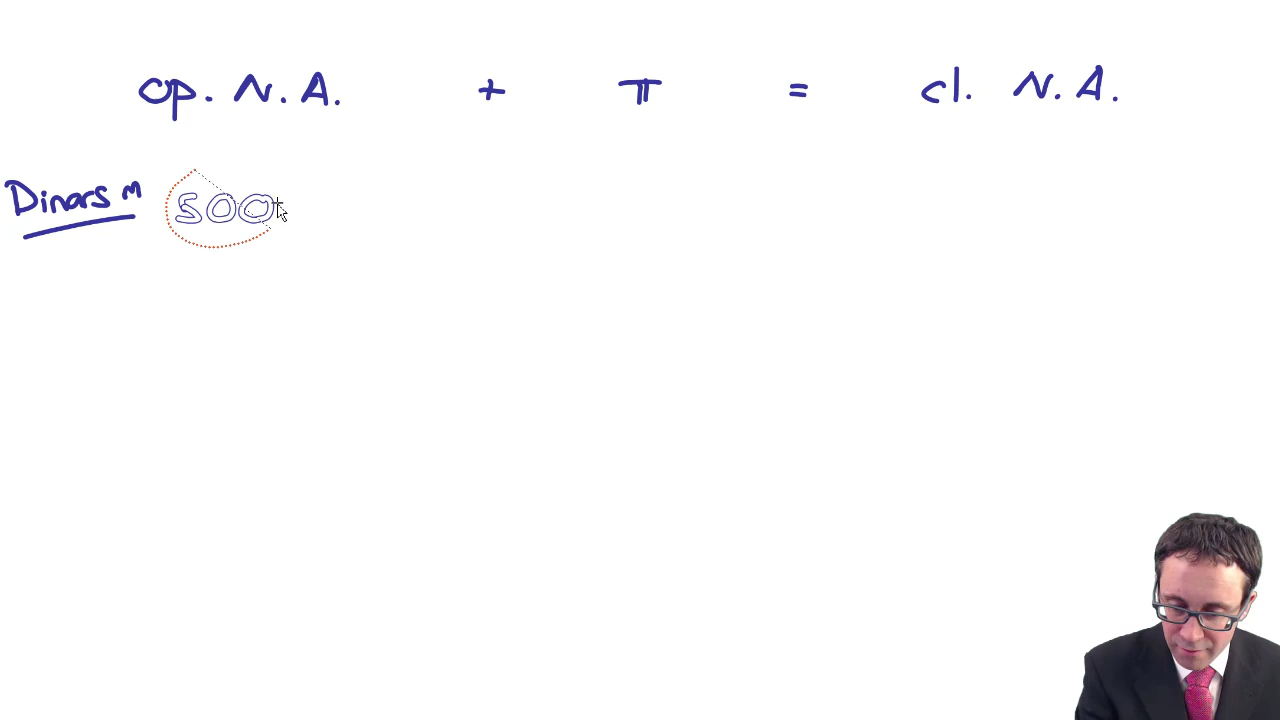 op. N.A. + π = cl. N.A.
Dinars M 500